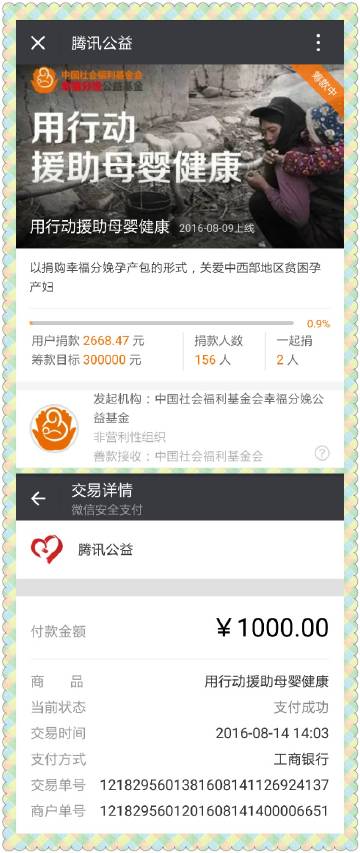 腾讯公益
中国社会福利基金会
幸福分娩公益基金
筹款中
用行动
援助母婴健康
用行动援助母婴健康 2016-08-09上线
以捐购幸福分娩孕产包的形式，关爱中西部地区贫困孕
产妇
0.9%
用户捐款 2668.47 元 捐款人数 一起捐
筹款目标 300000 元 156 人 2 人
发起机构：中国社会福利基金会幸福分娩公
益基金
非营利性组织
善款接收：中国社会福利基金会
交易详情
微信安全支付
腾讯公益
付款金额 ￥1000.00
商 品 用行动援助母婴健康
当前状态 支付成功
交易时间 2016-08-14 14:03
支付方式 工商银行
交易单号 1218295601381608141126924137
商户单号 1218295601201608141400006651